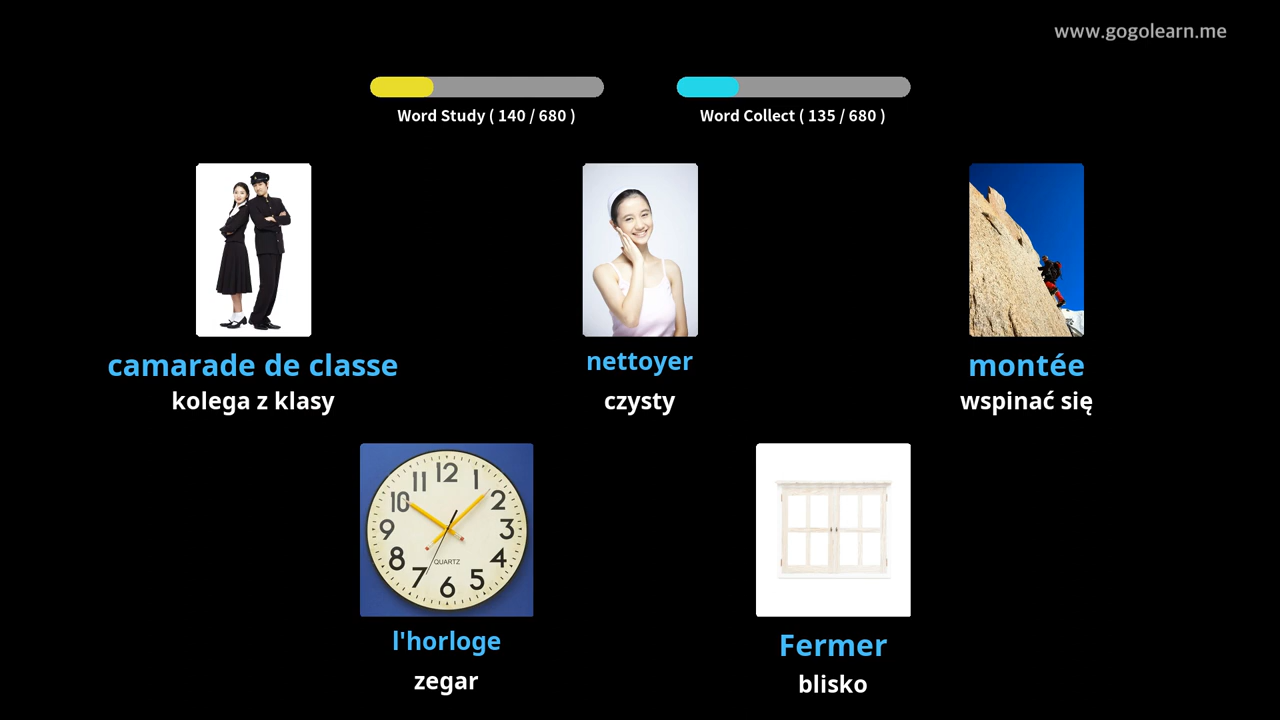 www.gogolearn.me
Word Study ( 140 / 680 )
Word Collect ( 135 / 680 )
camarade de classe
kolega z klasy
nettoyer
czysty
montée
wspinać się
12
1
2
3
4
5
6
7
8
9
10
11
QUARTZ
l'horloge
zegar
Fermer
blisko